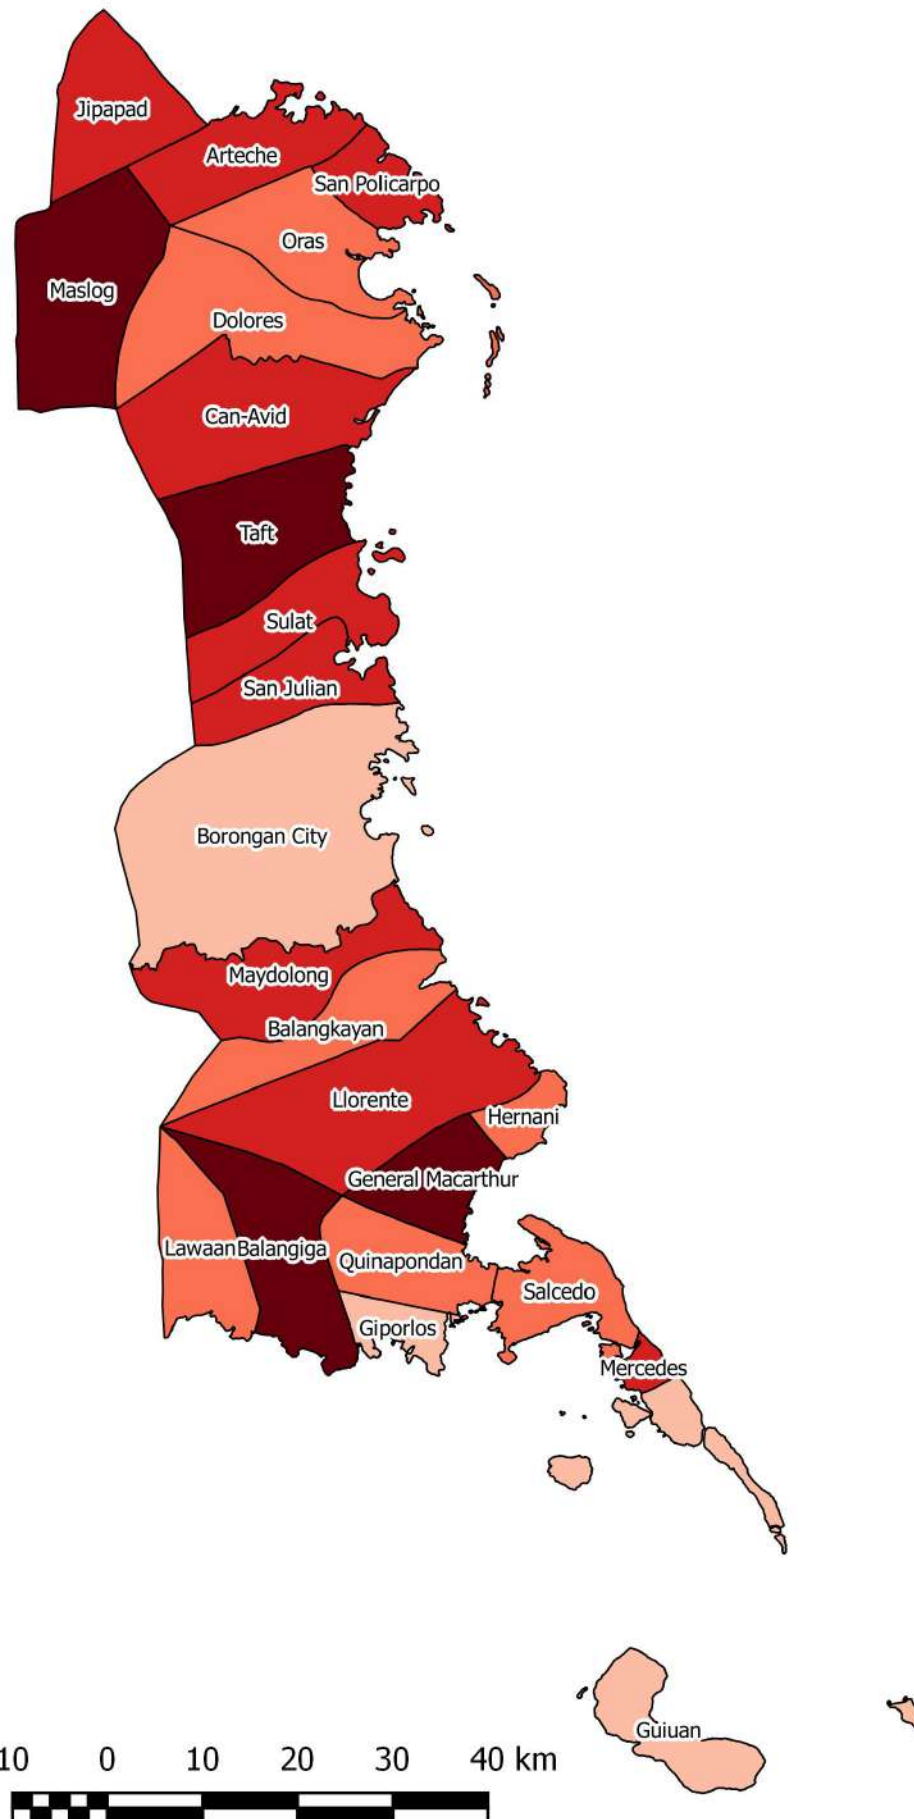 Jipapad
Arteche
San Policarpo
Oras
Maslog
Dolores
Can-Avid
Taft
Sulat
San Julian
Borongan City
Maydolong
Balangkayan
Llorente
Hernani
General Macarthur
Lawaan Balangiga
Quinapondan
Salcedo
Giporlos
Mercedes
Guiuan
10 0 10 20 30 40 km